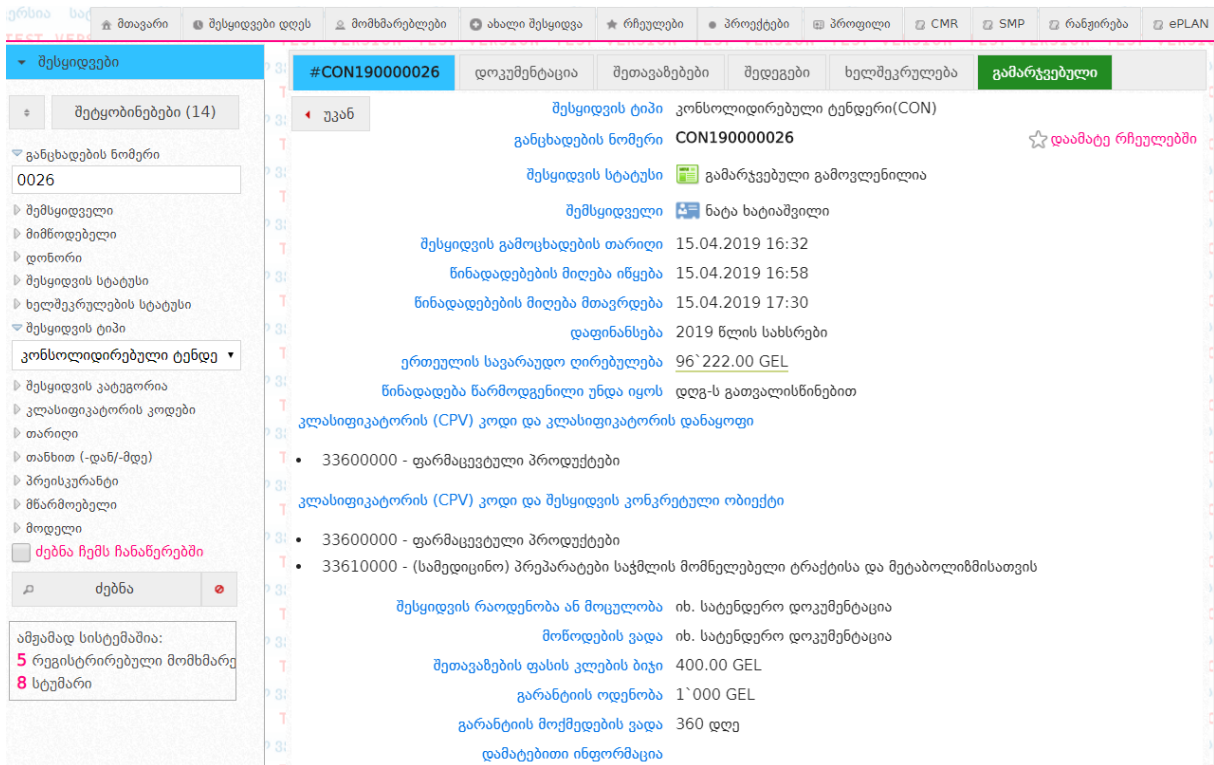 მთავარი
შესყიდვები დღეს
მომხმარებლები
ახალი შესყიდვა
რჩეულები
პროექტები
პროფილი
CMR
SMP
რანჟირება
ePLAN
შესყიდვები
შეტყობინებები (14)
განცხადების ნომერი
0026
შემსყიდველი
მიმწოდებელი
დონორი
შესყიდვის სტატუსი
ხელშეკრულების სტატუსი
შესყიდვის ტიპი
კონსოლიდირებული ტენდე
შესყიდვის კატეგორია
კლასიფიკატორის კოდები
თარიღი
თანხით (-დან/-მდე)
პრეისკურანტი
მწარმოებელი
მოდელი
ძებნა ჩემს ჩანაწერებში
ძებნა
ამჟამად სისტემაშია:
5 რეგისტრირებული მომხმარე
8 სტუმარი
#CON190000026
დოკუმენტაცია
შეთავაზებები
შედეგები
ხელშეკრულება
გამარჯვებული
უკან
შესყიდვის ტიპი კონსოლიდირებული ტენდერი(CON)
განცხადების ნომერი CON190000026
დაამატე რჩეულებში
შესყიდვის სტატუსი გამარჯვებული გამოვლენილია
შემსყიდველი ნატა ხატიაშვილი
შესყიდვის გამოცხადების თარიღი 15.04.2019 16:32
წინადადებების მიღება იწყება 15.04.2019 16:58
წინადადებების მიღება მთავრდება 15.04.2019 17:30
დაფინანსება 2019 წლის სახსრები
ერთეულის სავარაუდო ღირებულება 96`222.00 GEL
წინადადება წარმოდგენილი უნდა იყოს დღგ-ს გათვალისწინებით
კლასიფიკატორის (CPV) კოდი და კლასიფიკატორის დანაყოფი
• 33600000 - ფარმაცევტული პროდუქტები
კლასიფიკატორის (CPV) კოდი და შესყიდვის კონკრეტული ობიექტი
• 33600000 - ფარმაცევტული პროდუქტები
• 33610000 - (სამედიცინო) პრეპარატები საჭმლის მომნელებელი ტრაქტისა და მეტაბოლიზმისათვის
შესყიდვის რაოდენობა ან მოცულობა იხ. სატენდერო დოკუმენტაცია
მოწოდების ვადა იხ. სატენდერო დოკუმენტაცია
შეთავაზების ფასის კლების ბიჯი 400.00 GEL
გარანტიის ოდენობა 1`000 GEL
გარანტიის მოქმედების ვადა 360 დღე
დამატებითი ინფორმაცია